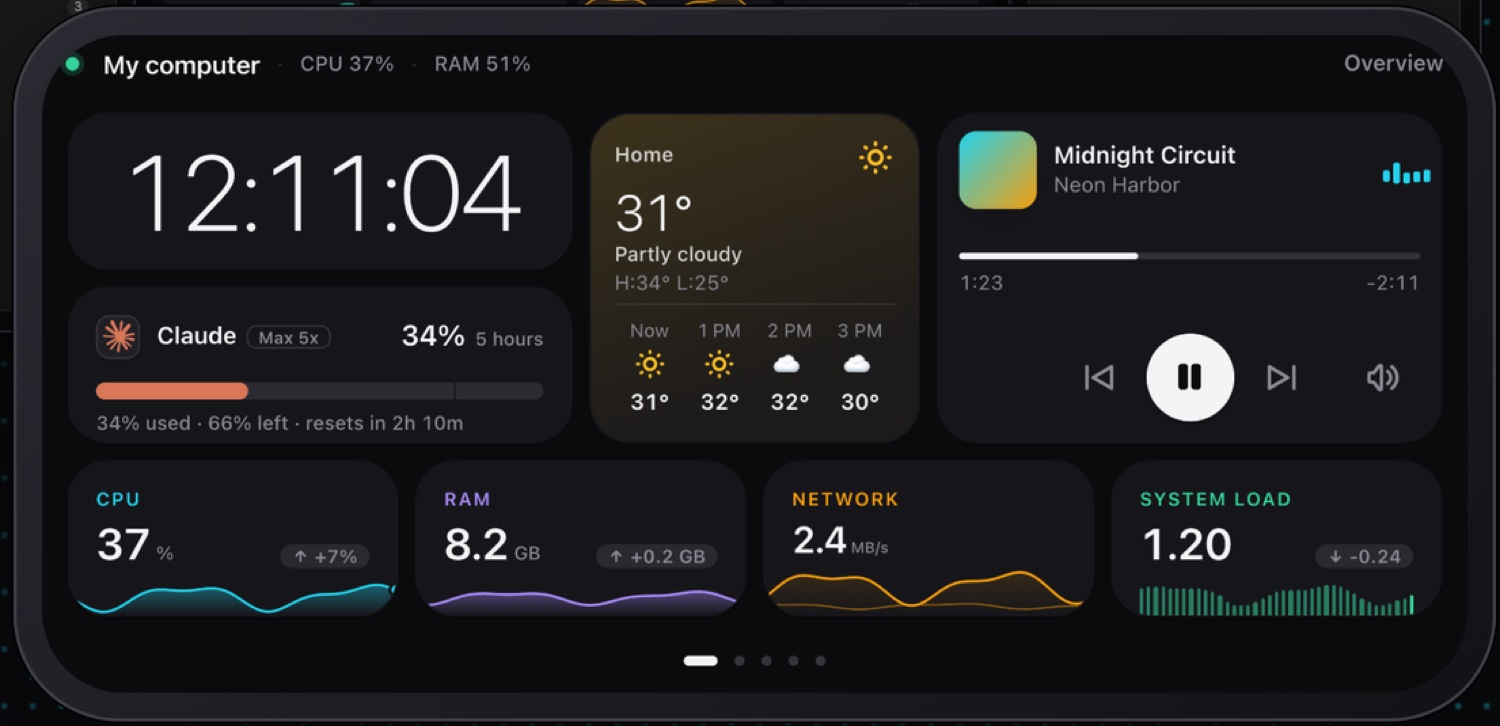 3
My computer · CPU 37% · RAM 51%
Overview
12:11:04
Claude Max 5x 34% 5 hours
34% used · 66% left · resets in 2h 10m
Home
31°
Partly cloudy
H:34° L:25°
Now 1 PM 2 PM 3 PM
31° 32° 32° 30°
Midnight Circuit
Neon Harbor
1:23 -2:11
CPU
37 %
↑ +7%
RAM
8.2 GB
↑ +0.2 GB
NETWORK
2.4 MB/s
SYSTEM LOAD
1.20
↓ -0.24